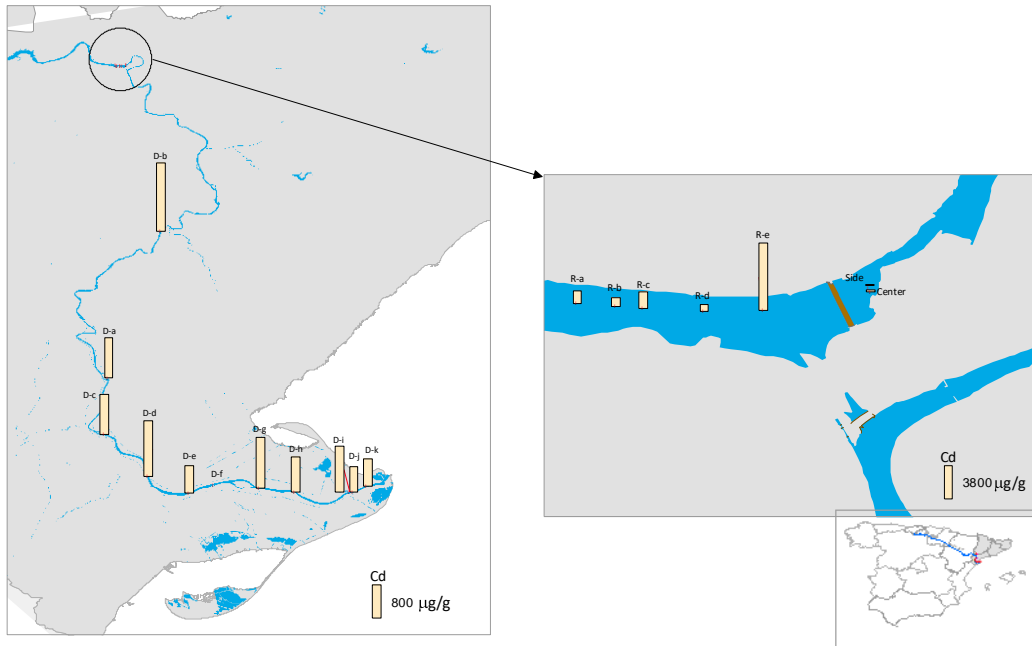 D-b
D-a
D-c
D-d
D-e
D-f
D-g
D-h
D-i
D-j
D-k
Cd
800 µg/g
R-a
R-b
R-c
R-d
R-e
Side
Center
Cd
3800 µg/g